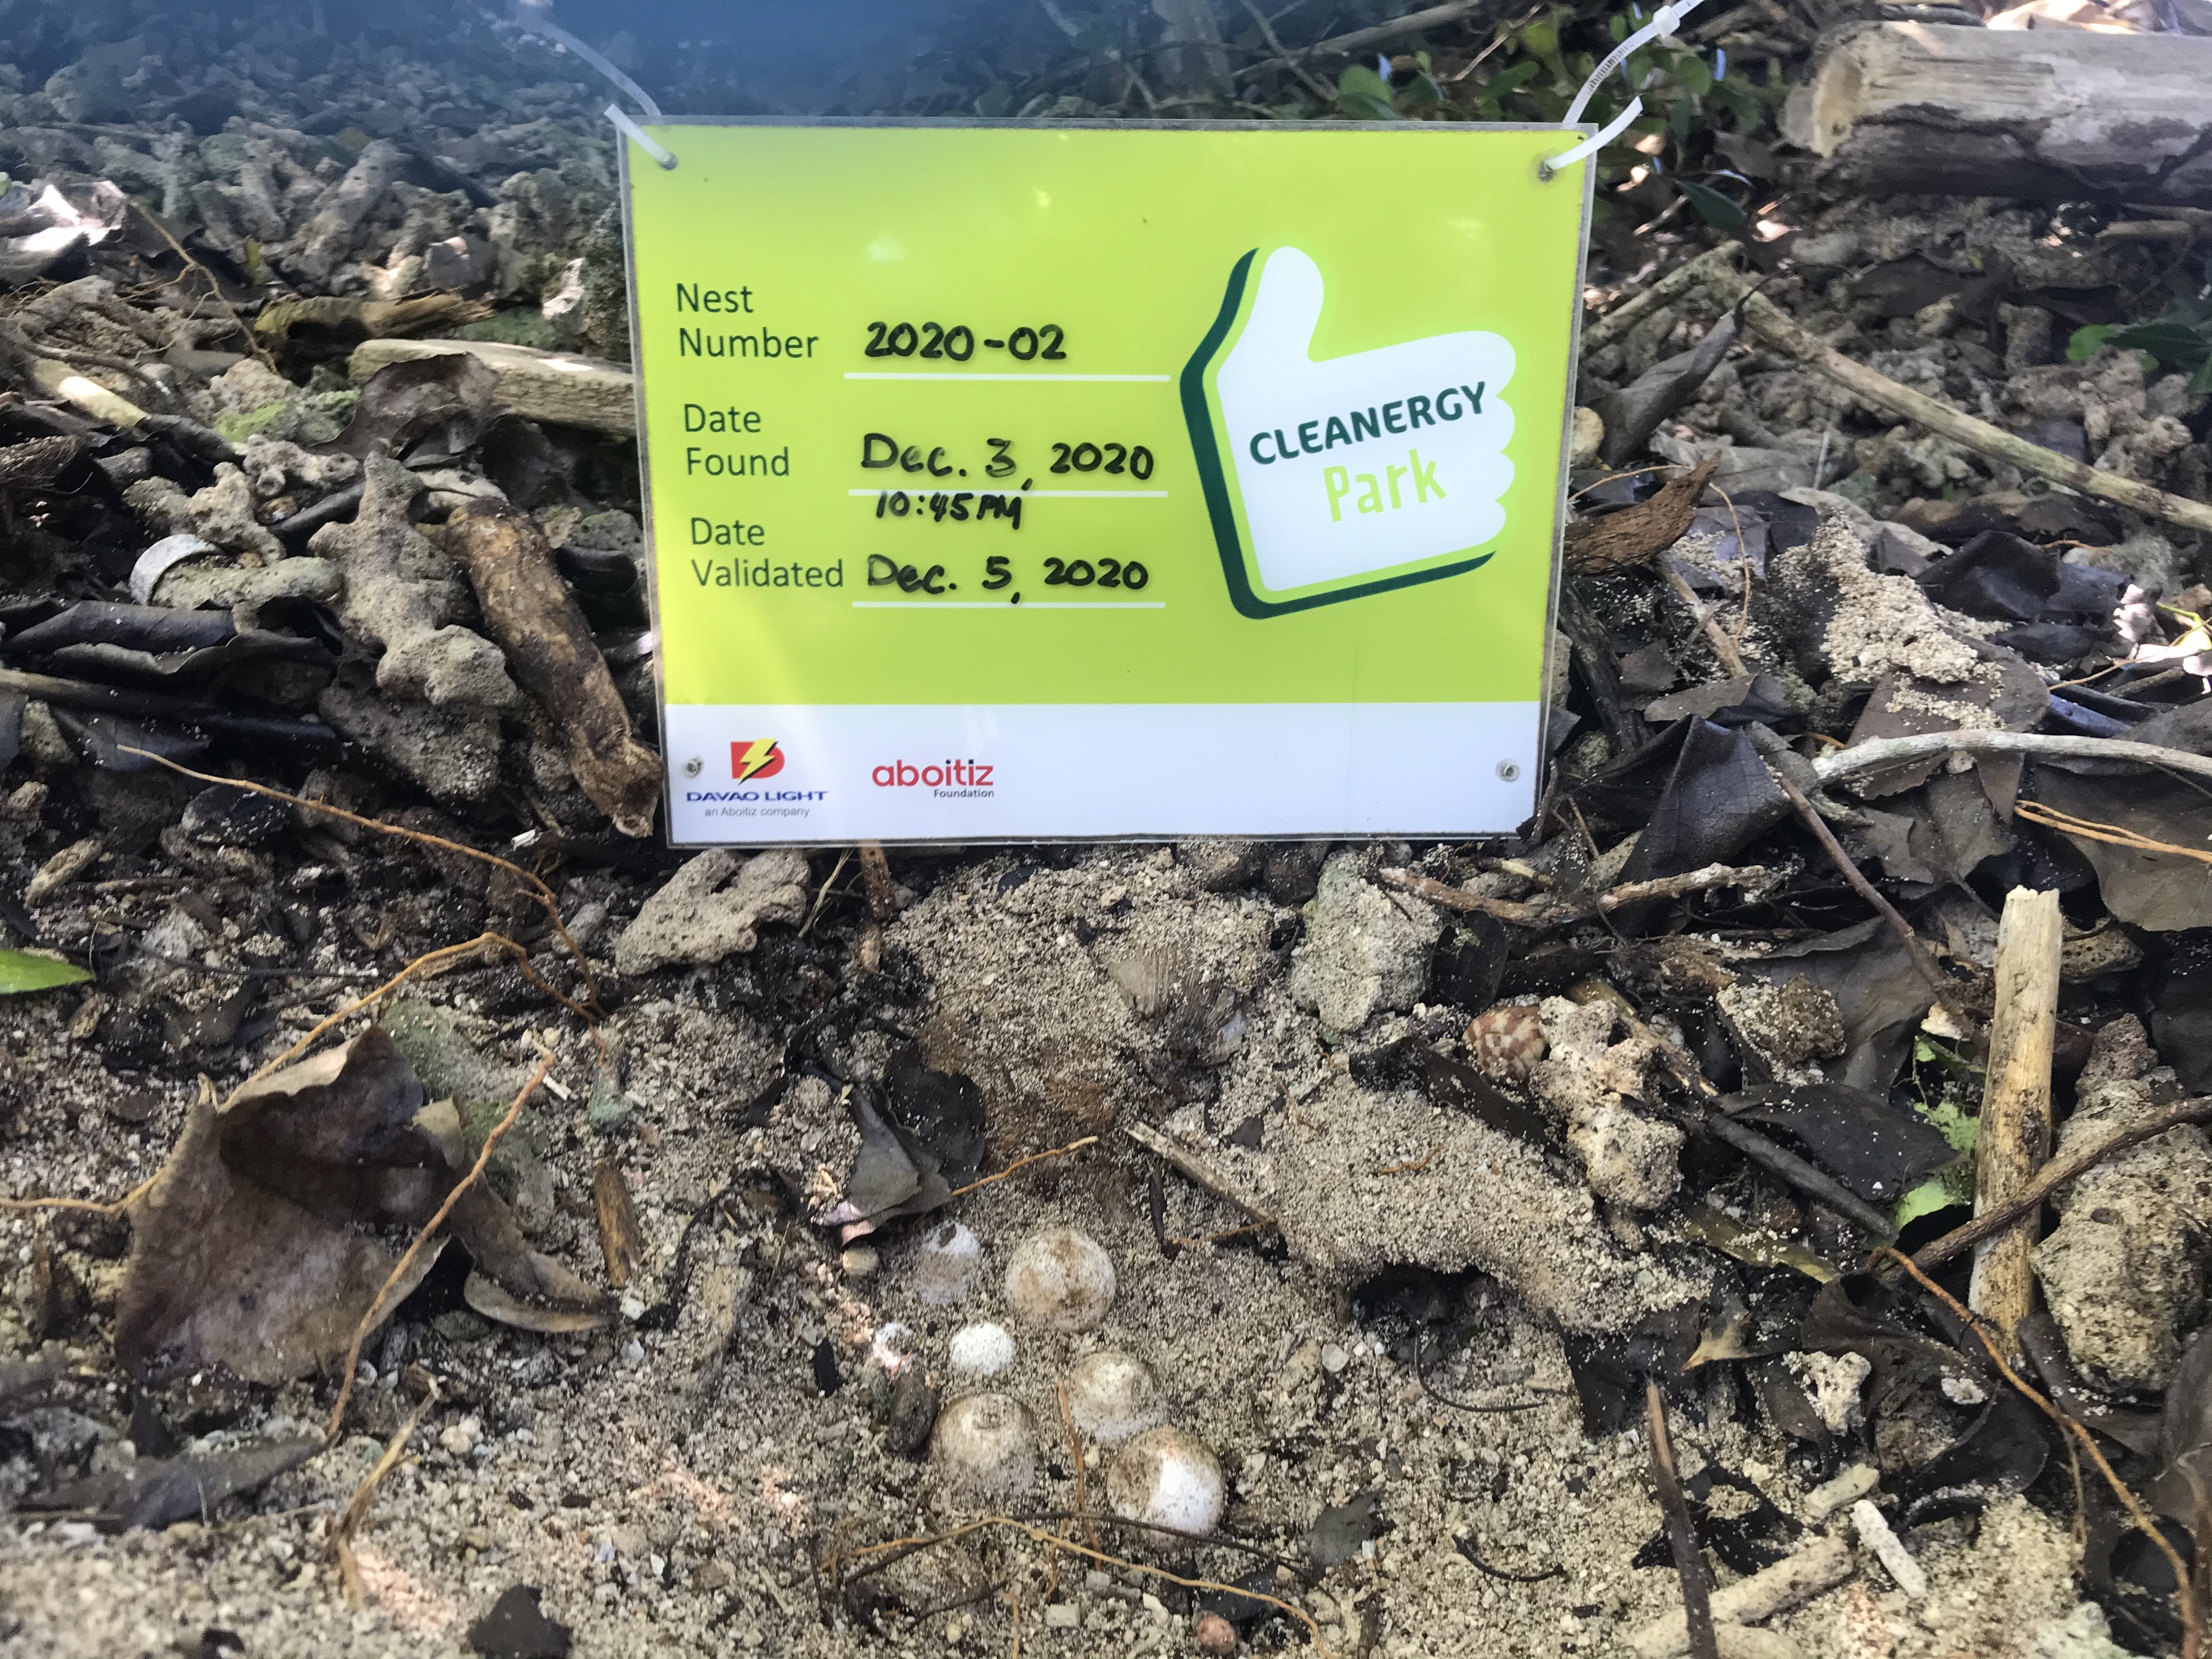 Nest
Number 2020-02
Date
Found Dec. 3, 2020
10:45PM
Date
Validated Dec. 5, 2020
CLEANERGY
Park
DAVAO LIGHT
an Aboitiz company
aboitiz
Foundation